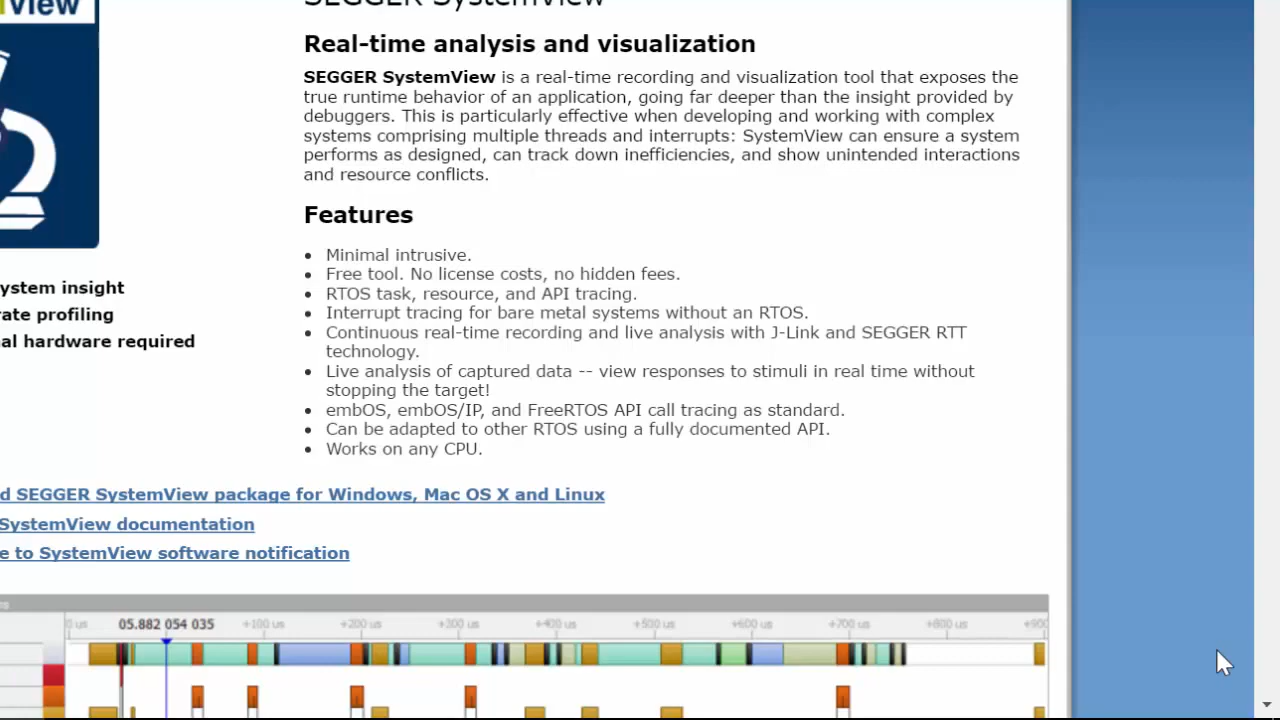 View
SEGGER SystemView
Real-time analysis and visualization
SEGGER SystemView is a real-time recording and visualization tool that exposes the
true runtime behavior of an application, going far deeper than the insight provided by
debuggers. This is particularly effective when developing and working with complex
systems comprising multiple threads and interrupts: SystemView can ensure a system
performs as designed, can track down inefficiencies, and show unintended interactions
and resource conflicts.
Features
Minimal intrusive.
Free tool. No license costs, no hidden fees.
RTOS task, resource, and API tracing.
Interrupt tracing for bare metal systems without an RTOS.
Continuous real-time recording and live analysis with J-Link and SEGGER RTT
technology.
Live analysis of captured data -- view responses to stimuli in real time without
stopping the target!
embOS, embOS/IP, and FreeRTOS API call tracing as standard.
Can be adapted to other RTOS using a fully documented API.
Works on any CPU.
ystem insight
rate profiling
al hardware required
d SEGGER SystemView package for Windows, Mac OS X and Linux
SystemView documentation
e to SystemView software notification
0 us 05.882 054 035 +100 us +200 us +300 us +400 us +500 us +600 us +700 us +800 us +900